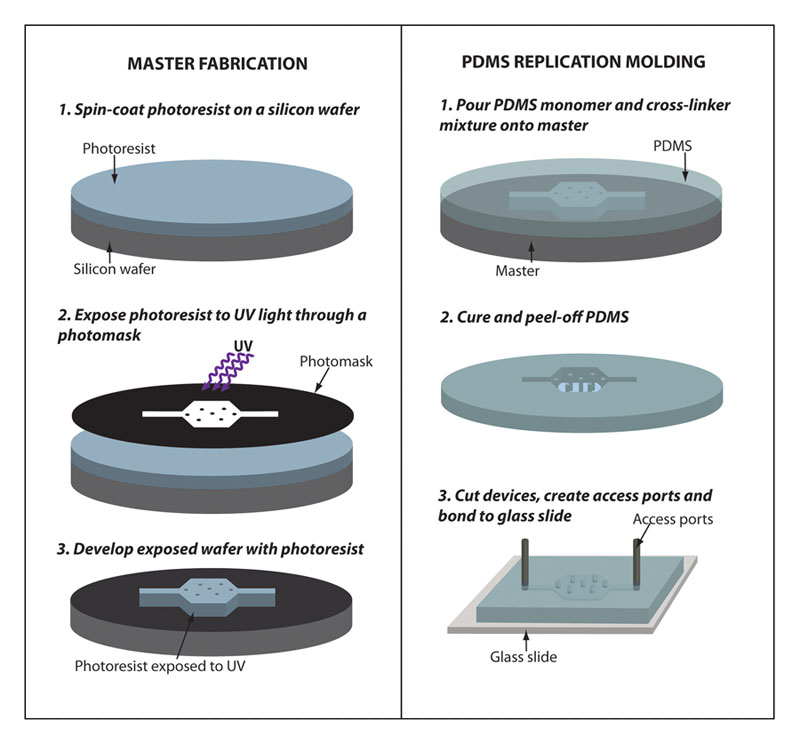 MASTER FABRICATION
1. Spin-coat photoresist on a silicon wafer
Photoresist
Silicon wafer
2. Expose photoresist to UV light through a
photomask
UV
Photomask
3. Develop exposed wafer with photoresist
Photoresist exposed to UV
PDMS REPLICATION MOLDING
1. Pour PDMS monomer and cross-linker
mixture onto master
PDMS
Master
2. Cure and peel-off PDMS
3. Cut devices, create access ports and
bond to glass slide
Access ports
Glass slide